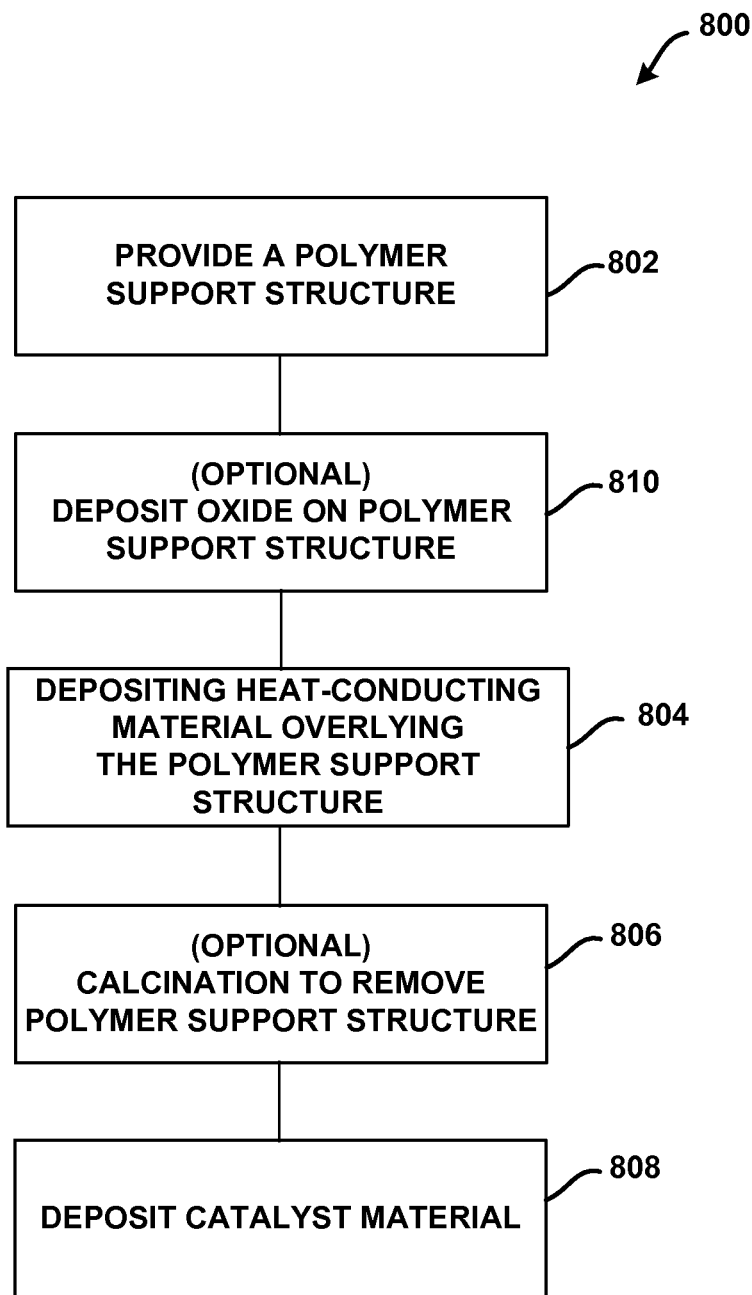 800
PROVIDE A POLYMER
SUPPORT STRUCTURE
802
(OPTIONAL)
DEPOSIT OXIDE ON POLYMER
SUPPORT STRUCTURE
810
DEPOSITING HEAT-CONDUCTING
MATERIAL OVERLYING
THE POLYMER SUPPORT
STRUCTURE
804
(OPTIONAL)
CALCINATION TO REMOVE
POLYMER SUPPORT STRUCTURE
806
DEPOSIT CATALYST MATERIAL
808